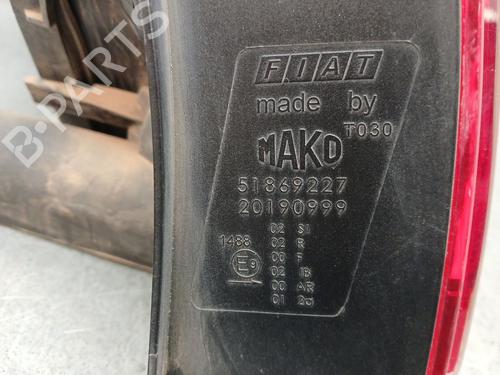 FIAT
made by
T030
MAKO
51869227
20190999
02 S1
1488 02 R
00 F
E9 02 IB
00 AR
01 2a
B-PARTS